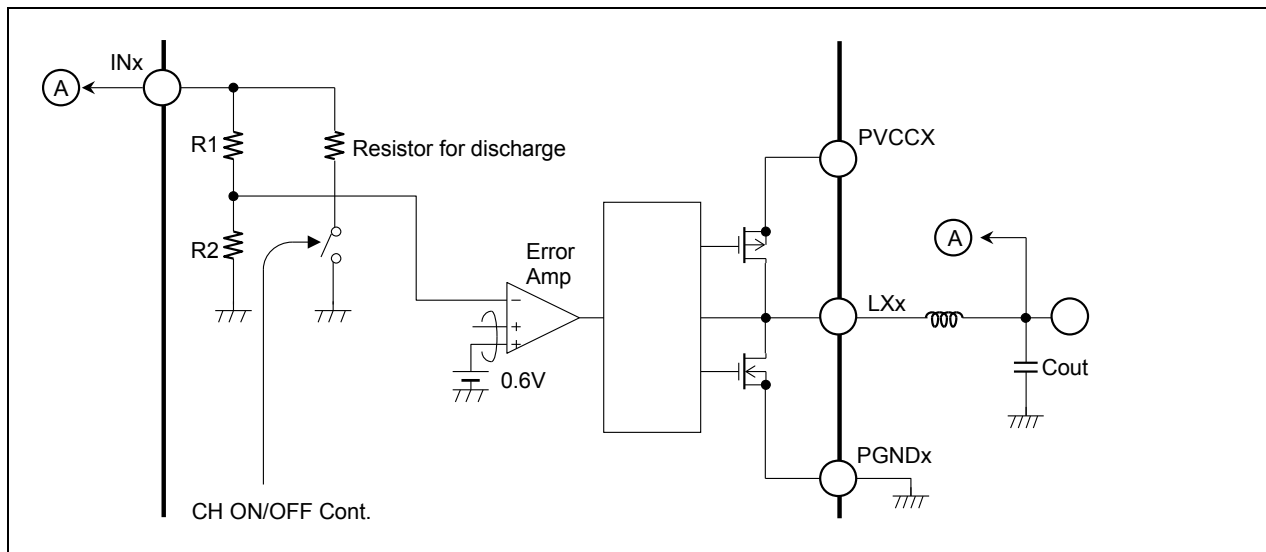 INx
A
R1
Resistor for discharge
PVCCX
R2
A
Error
Amp
LXx
−
+
+
0.6V
Cout
PGNDx
CH ON/OFF Cont.